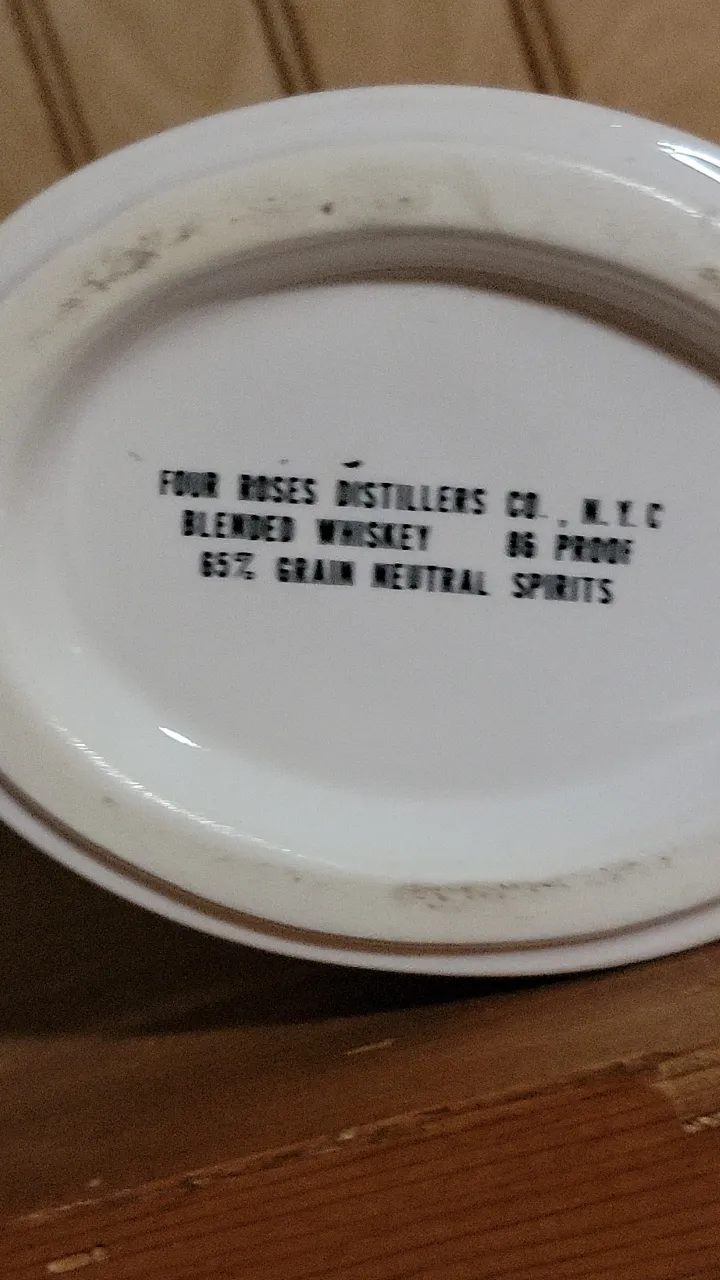 FOUR ROSES DISTILLERS CO., N.Y.C
BLENDED WHISKEY 86 PROOF
65% GRAIN NEUTRAL SPIRITS